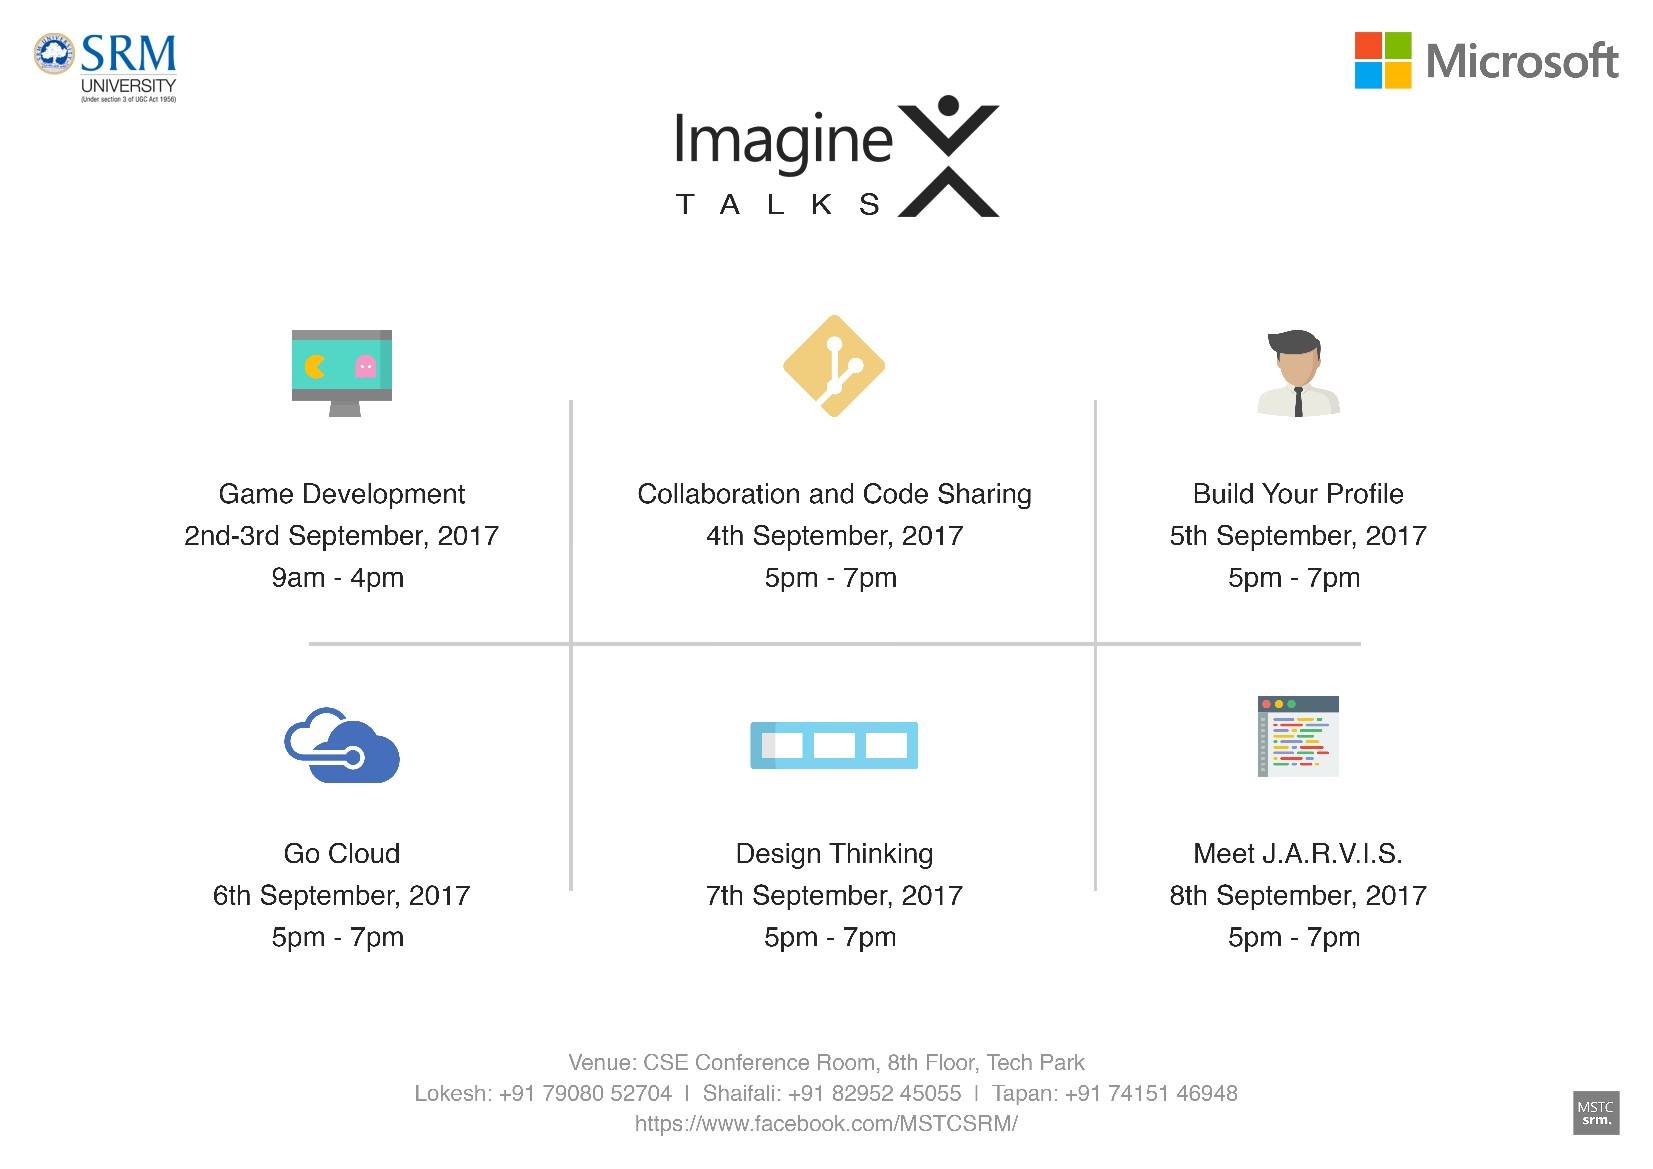 SRM
UNIVERSITY
(Under section 3 of UGC Act 1956)
Microsoft
Imagine
TALKS
Game Development
2nd-3rd September, 2017
9am - 4pm
Collaboration and Code Sharing
4th September, 2017
5pm - 7pm
Build Your Profile
5th September, 2017
5pm - 7pm
Go Cloud
6th September, 2017
5pm - 7pm
Design Thinking
7th September, 2017
5pm - 7pm
Meet J.A.R.V.I.S.
8th September, 2017
5pm - 7pm
Venue: CSE Conference Room, 8th Floor, Tech Park
Lokesh: +91 79080 52704 | Shaifali: +91 82952 45055 | Tapan: +91 74151 46948
https://www.facebook.com/MSTCSRM/
MSTC
srm.